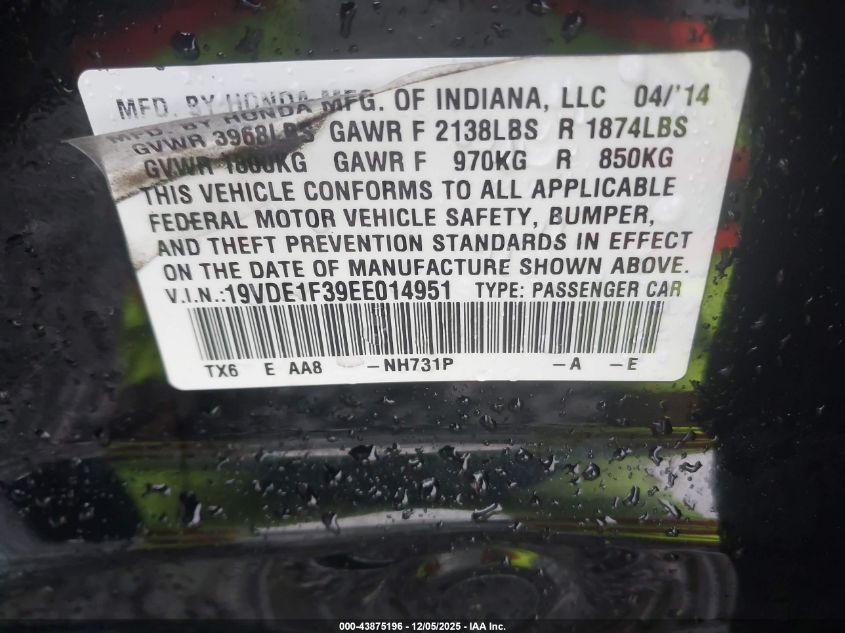 MFD. BY HONDA MFG. OF INDIANA, LLC 04/'14
GVWR 3968LBS GAWR F 2138LBS R 1874LBS
GVWR 1800KG GAWR F 970KG R 850KG
THIS VEHICLE CONFORMS TO ALL APPLICABLE
FEDERAL MOTOR VEHICLE SAFETY, BUMPER,
AND THEFT PREVENTION STANDARDS IN EFFECT
ON THE DATE OF MANUFACTURE SHOWN ABOVE.
V.I.N.:19VDE1F39EE014951 TYPE: PASSENGER CAR
TX6 E AA8 –NH731P –A –E
000-43875196 - 12/05/2025 - IAA, Inc.